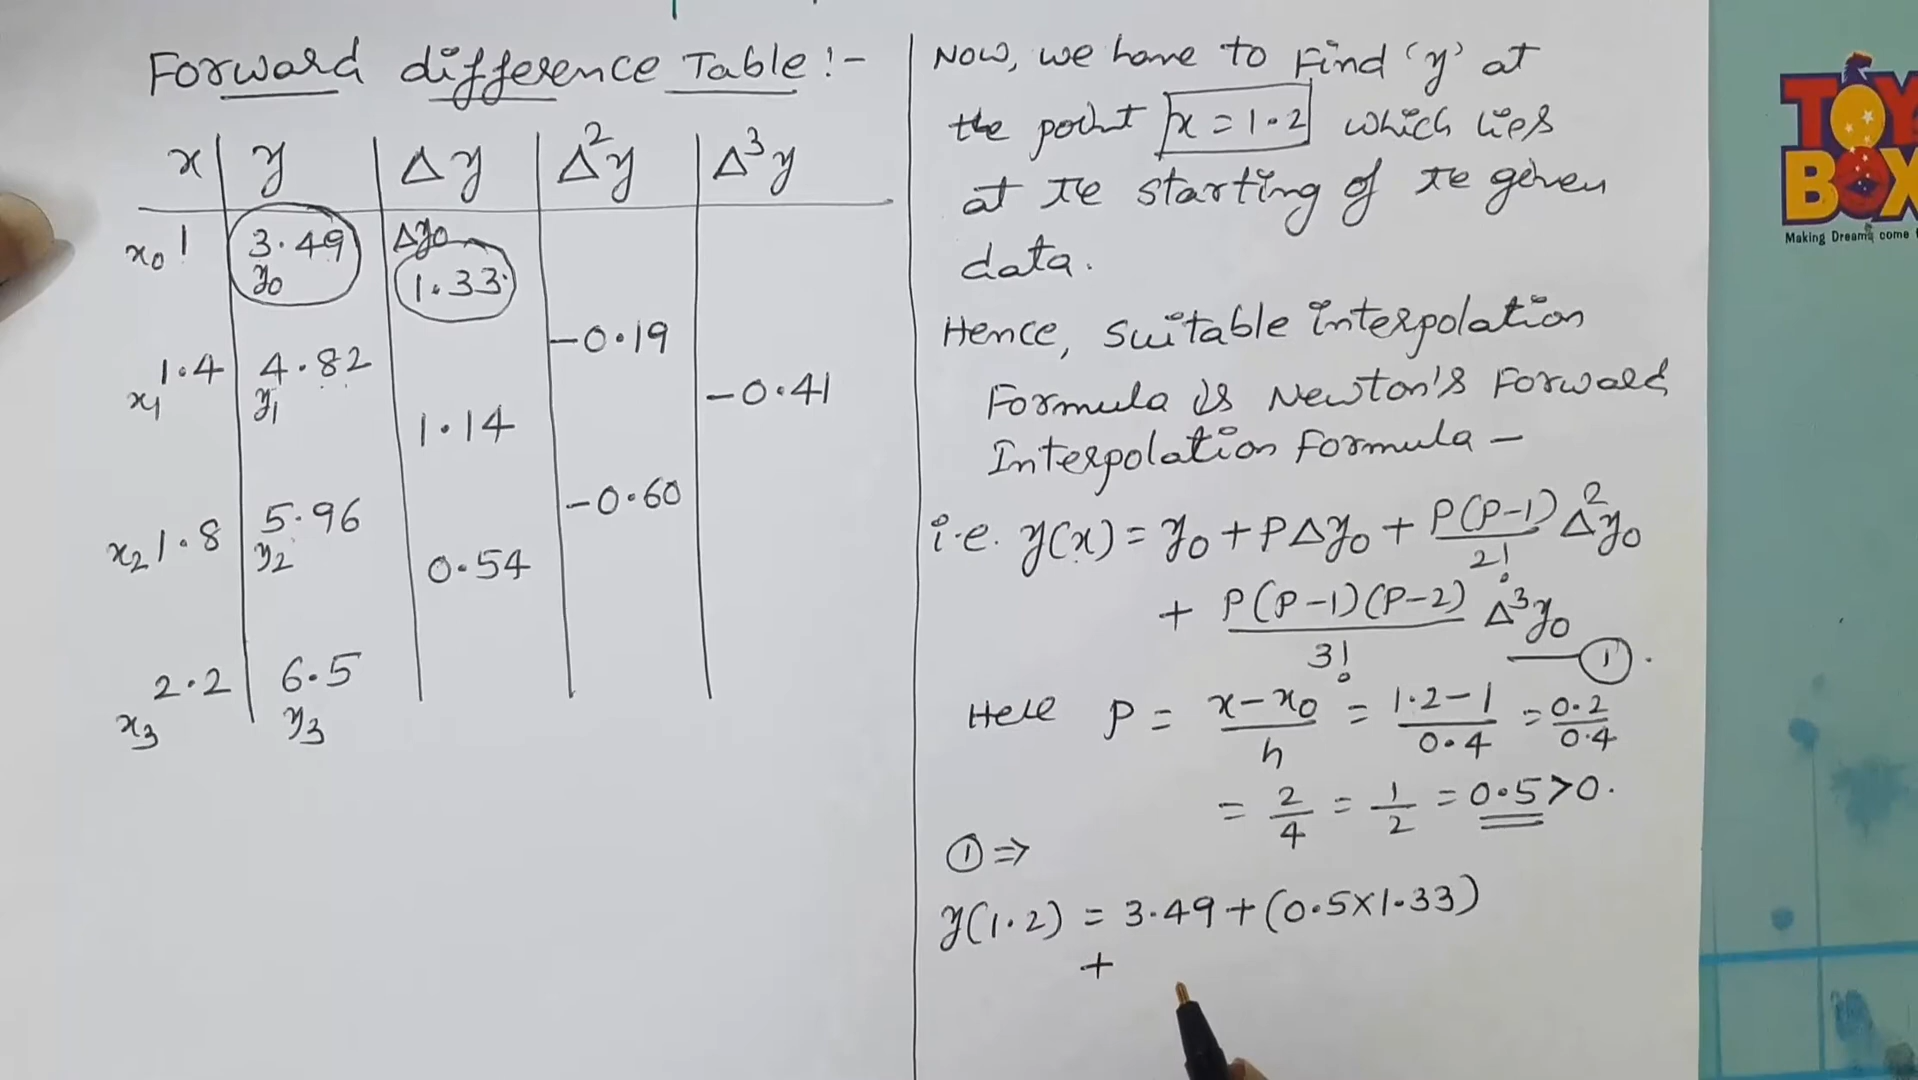 Forward difference Table :-
x y Δy Δ²y Δ³y
x₀ 1 3.49 y₀ Δy₀ 1.33
-0.19
x₁ 1.4 4.82 y₁ -0.41
1.14
x₂ 1.8 5.96 y₂ -0.60
0.54
x₃ 2.2 6.5 y₃
Now, we have to Find 'y' at
the point x = 1.2 which lies
at the starting of the given
data.
Hence, suitable interpolation
Formula is Newton's Forward
Interpolation Formula -
i.e. y(x) = y₀ + PΔy₀ + P(P-1)/2! Δ²y₀
+ P(P-1)(P-2)/3! Δ³y₀ — ①.
Here P = x-x₀/h = 1.2-1/0.4 = 0.2/0.4
= 2/4 = 1/2 = 0.5>0.
① ⇒
y(1.2) = 3.49+(0.5×1.33)
+
TOY
BOX
Making Dreams come